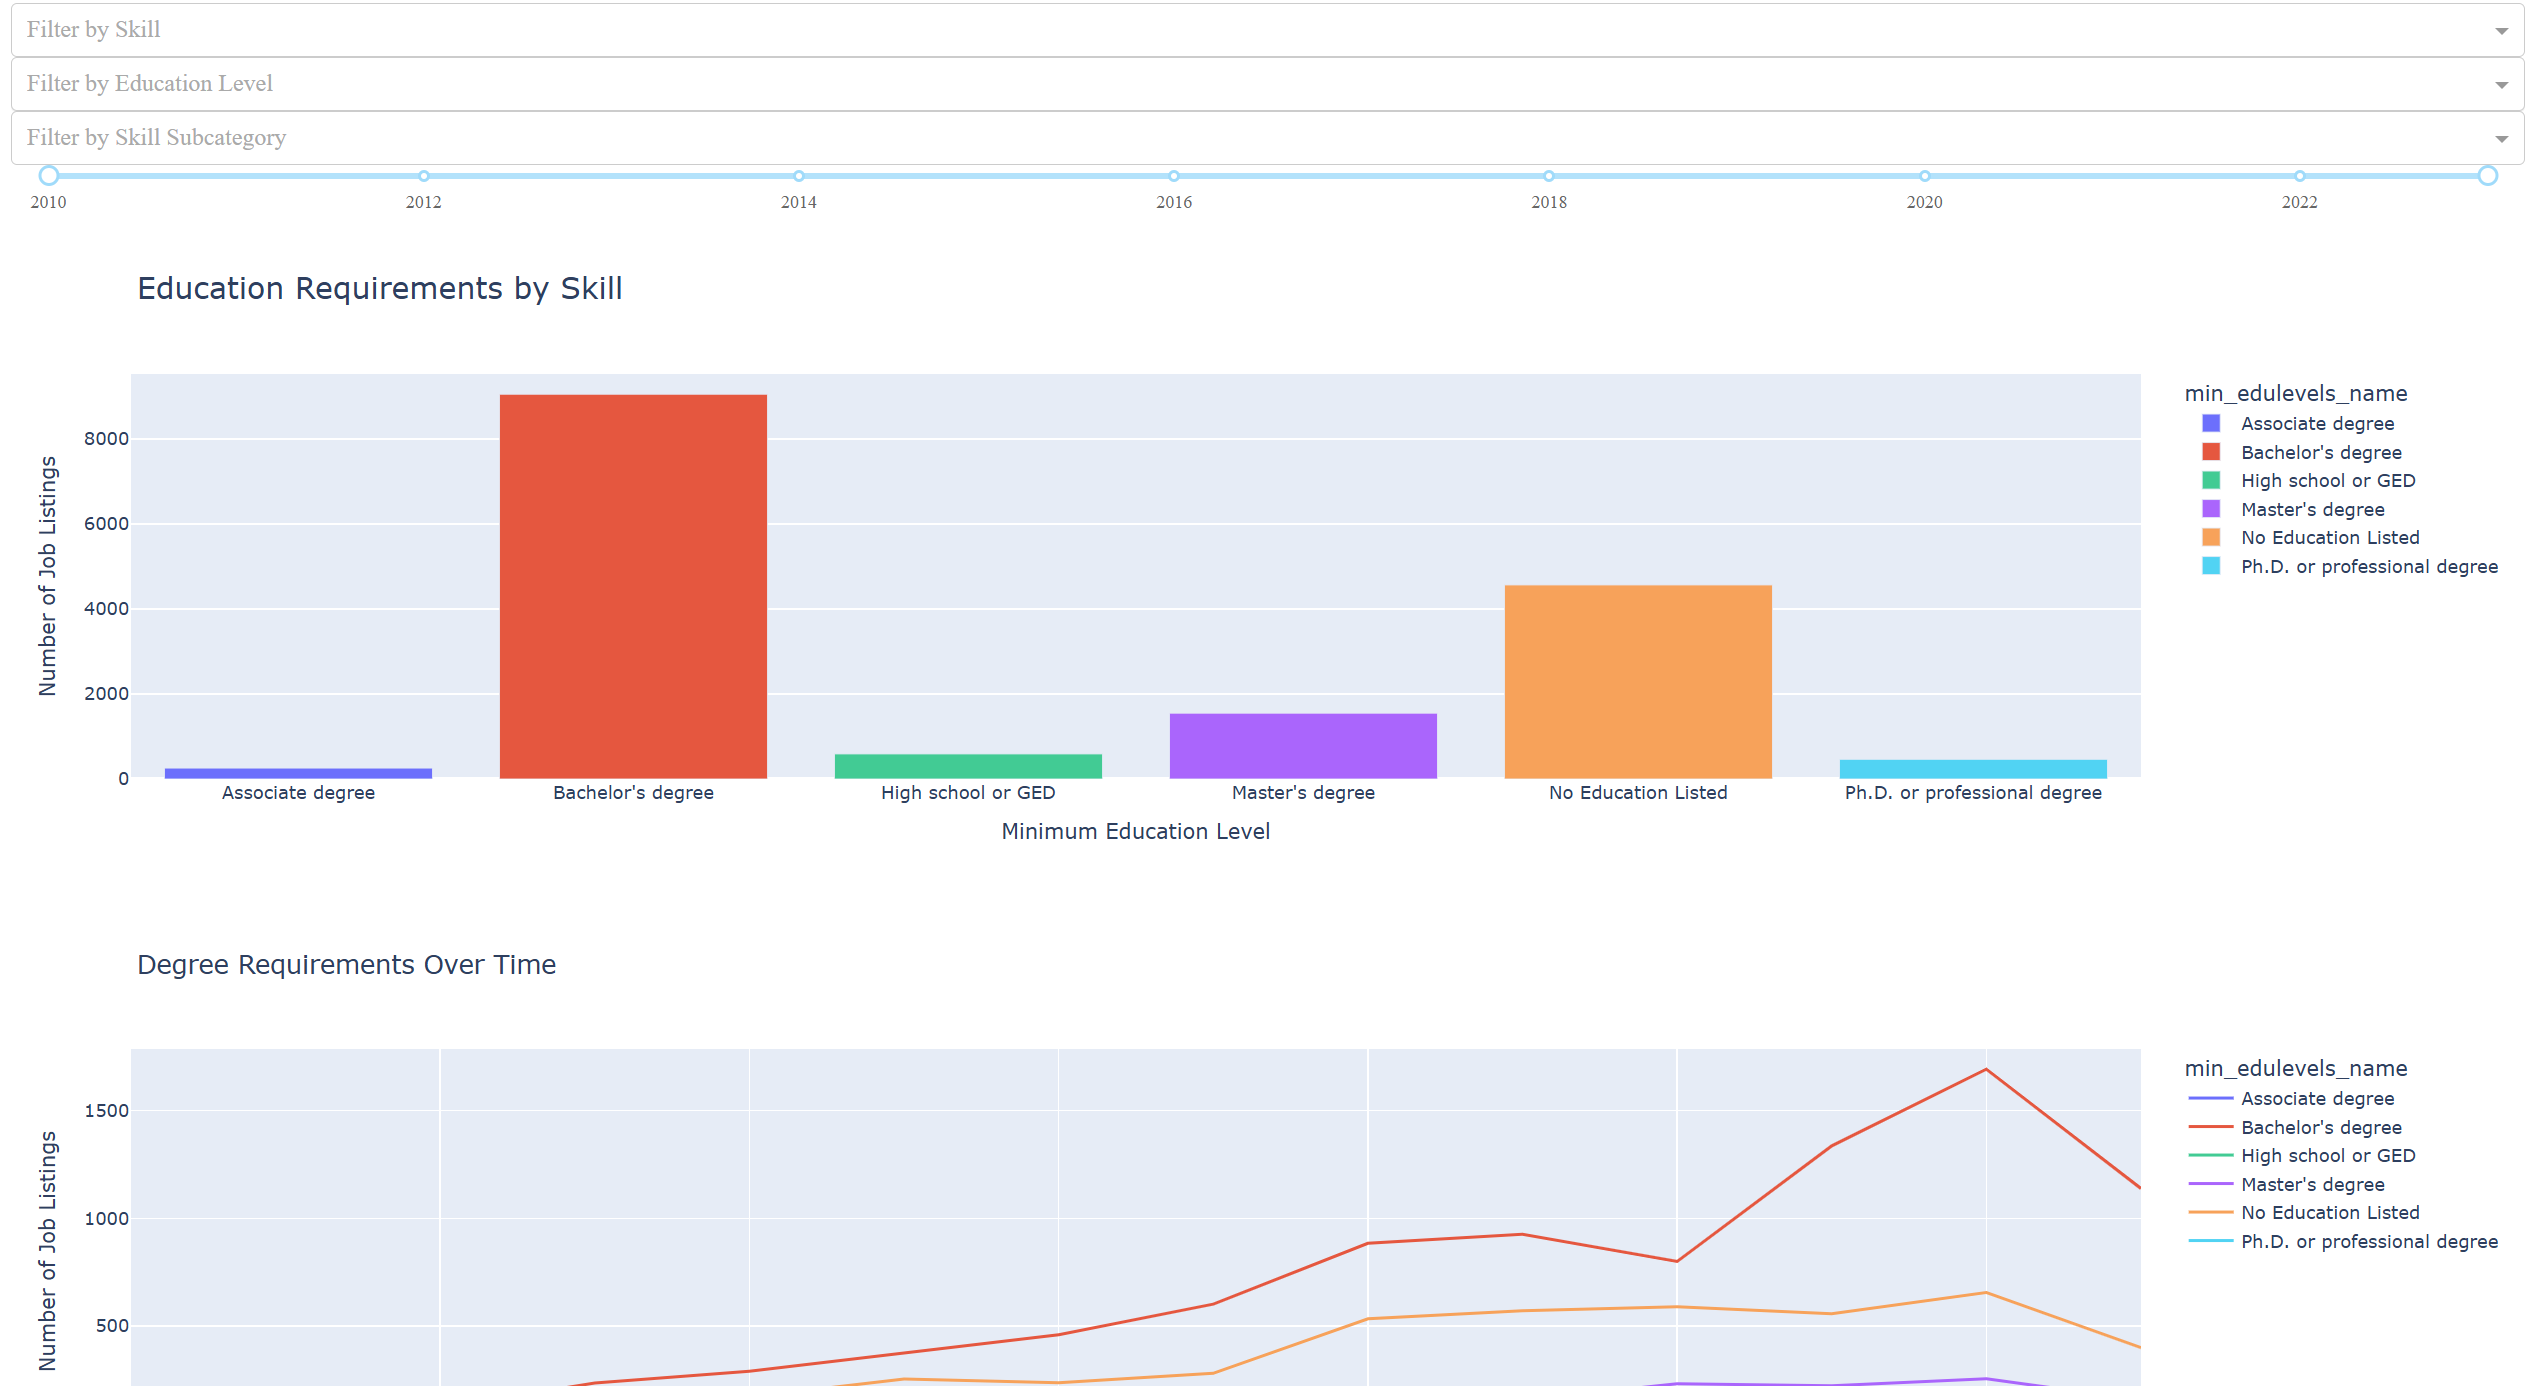 Filter by Skill
Filter by Education Level
Filter by Skill Subcategory
2010 2012 2014 2016 2018 2020 2022
Education Requirements by Skill
min_edulevels_name
Associate degree
Bachelor's degree
High school or GED
Master's degree
No Education Listed
Ph.D. or professional degree
Number of Job Listings
8000
6000
4000
2000
0
Associate degree Bachelor's degree High school or GED Master's degree No Education Listed Ph.D. or professional degree
Minimum Education Level
Degree Requirements Over Time
min_edulevels_name
Associate degree
Bachelor's degree
High school or GED
Master's degree
No Education Listed
Ph.D. or professional degree
Number of Job Listings
1500
1000
500